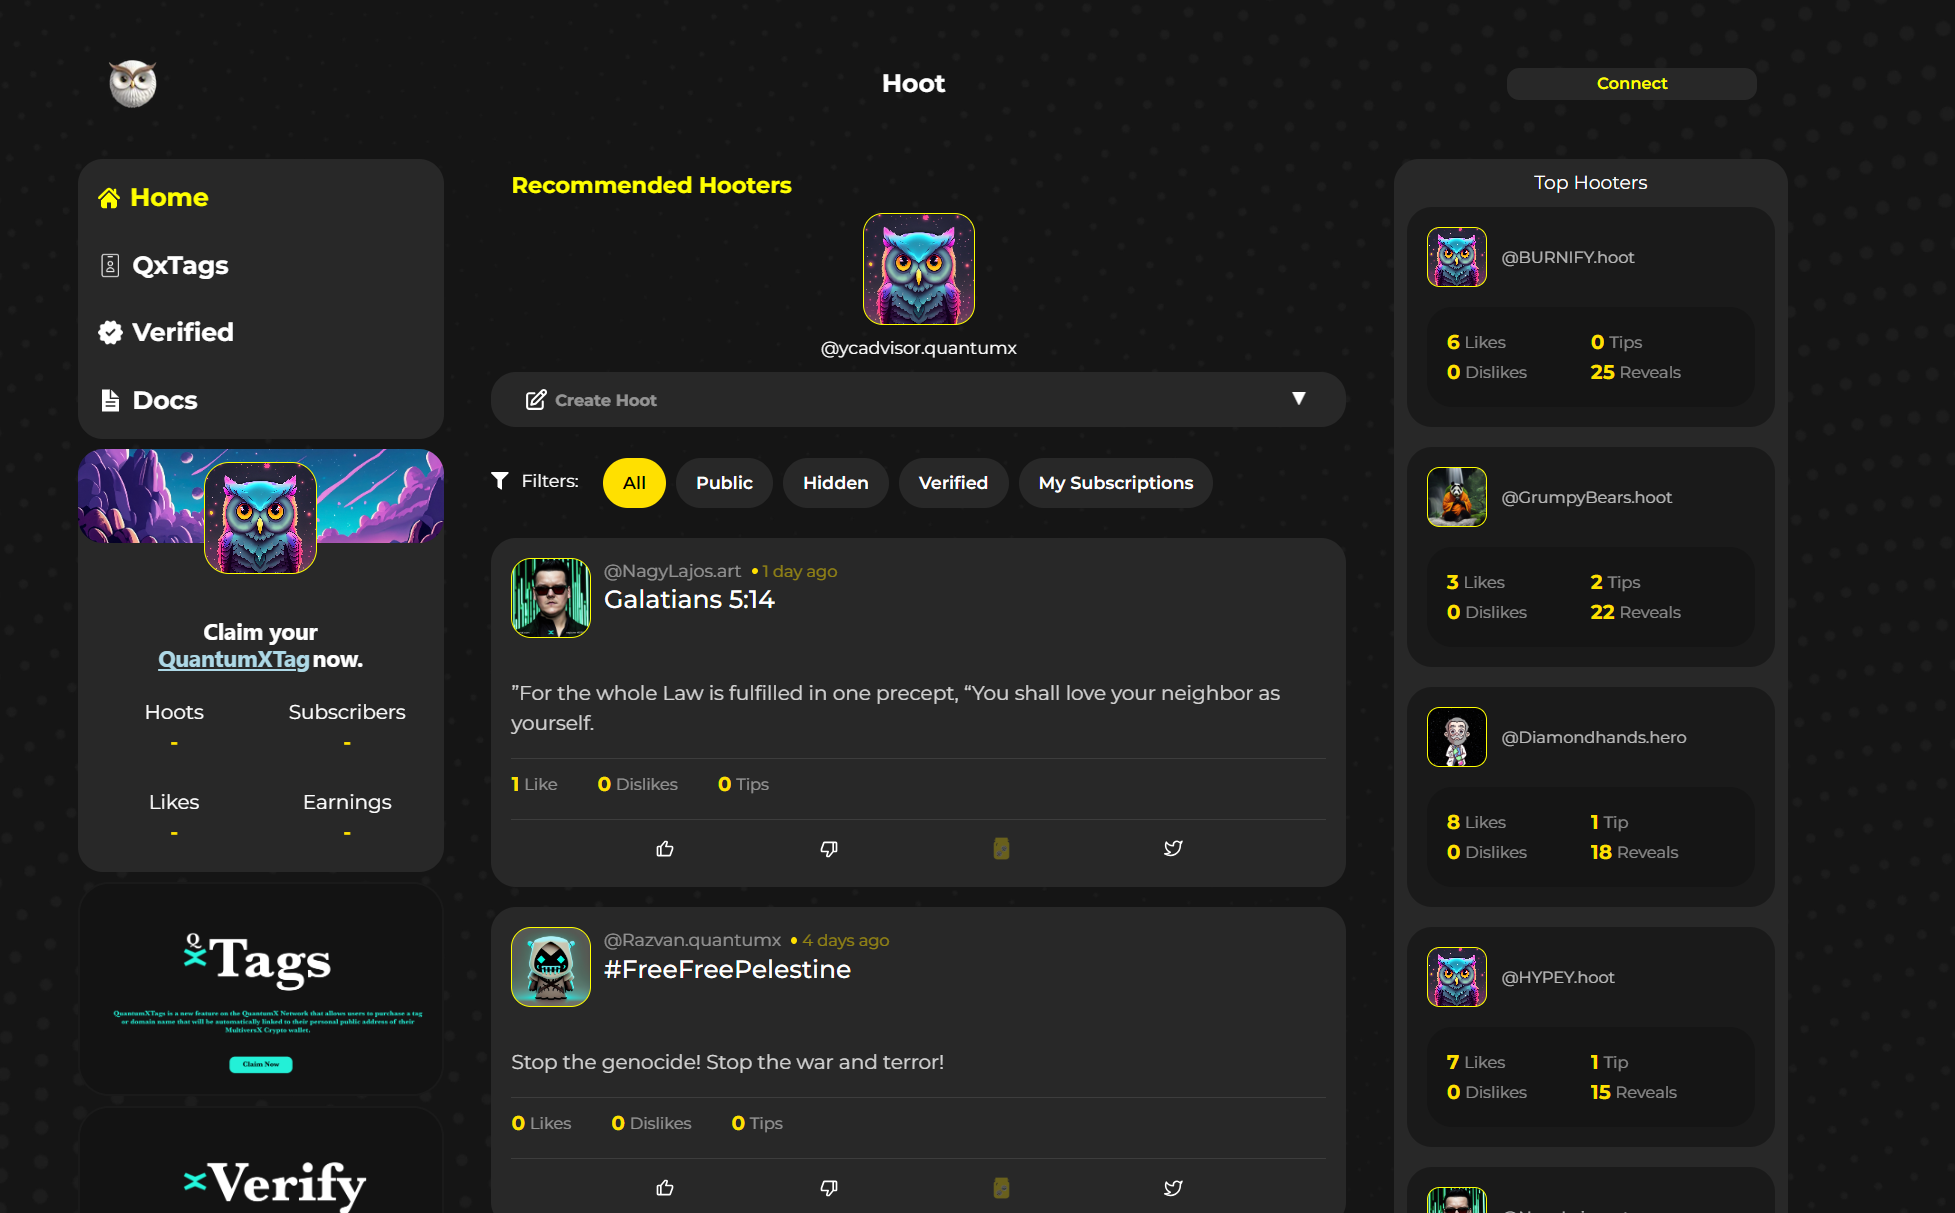 Hoot
Connect
Home
QxTags
Verified
Docs
Claim your
QuantumXTag now.
Hoots
Subscribers
-
-
Likes
Earnings
-
-
QX Tags
QuantumXTags is a new feature on the QuantumX Network that allows users to purchase a tag
or domain name that will be automatically linked to their personal public address of their
MultiversX Crypto wallet.
Claim Now
X Verify
Recommended Hooters
@ycadvisor.quantumx
Create Hoot
Filters:
All
Public
Hidden
Verified
My Subscriptions
@NagyLajos.art • 1 day ago
Galatians 5:14
”For the whole Law is fulfilled in one precept, “You shall love your neighbor as
yourself.
1 Like
0 Dislikes
0 Tips
@Razvan.quantumx • 4 days ago
#FreeFreePelestine
Stop the genocide! Stop the war and terror!
0 Likes
0 Dislikes
0 Tips
Top Hooters
@BURNIFY.hoot
6 Likes
0 Tips
0 Dislikes
25 Reveals
@GrumpyBears.hoot
3 Likes
2 Tips
0 Dislikes
22 Reveals
@Diamondhands.hero
8 Likes
1 Tip
0 Dislikes
18 Reveals
@HYPEY.hoot
7 Likes
1 Tip
0 Dislikes
15 Reveals